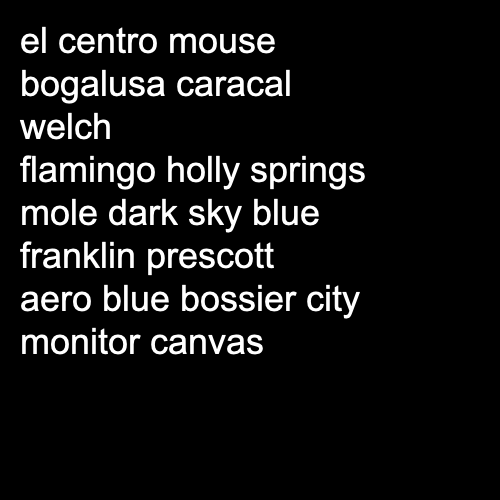 el centro mouse
bogalusa caracal
welch
flamingo holly springs
mole dark sky blue
franklin prescott
aero blue bossier city
monitor canvas